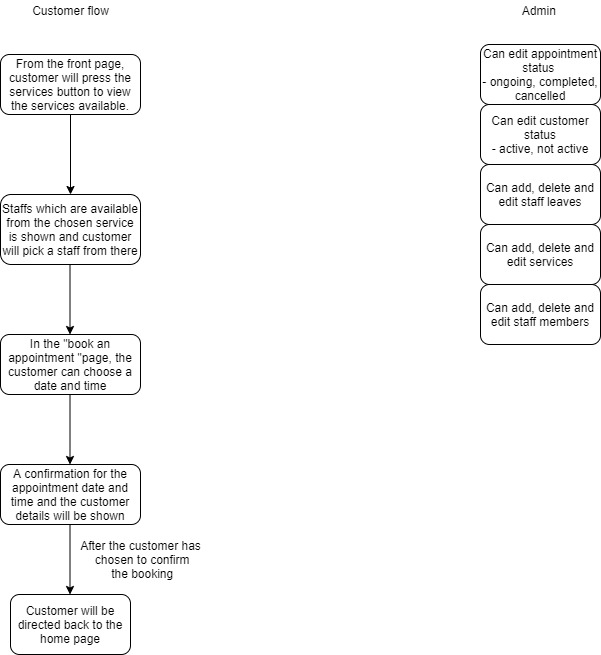 Customer flow
From the front page,
customer will press the
services button to view
the services available.
Staffs which are available
from the chosen service
is shown and customer
will pick a staff from there
In the "book an
appointment "page, the
customer can choose a
date and time
A confirmation for the
appointment date and
time and the customer
details will be shown
After the customer has
chosen to confirm
the booking
Customer will be
directed back to the
home page
Admin
Can edit appointment
status
- ongoing, completed,
cancelled
Can edit customer
status
- active, not active
Can add, delete and
edit staff leaves
Can add, delete and
edit services
Can add, delete and
edit staff members